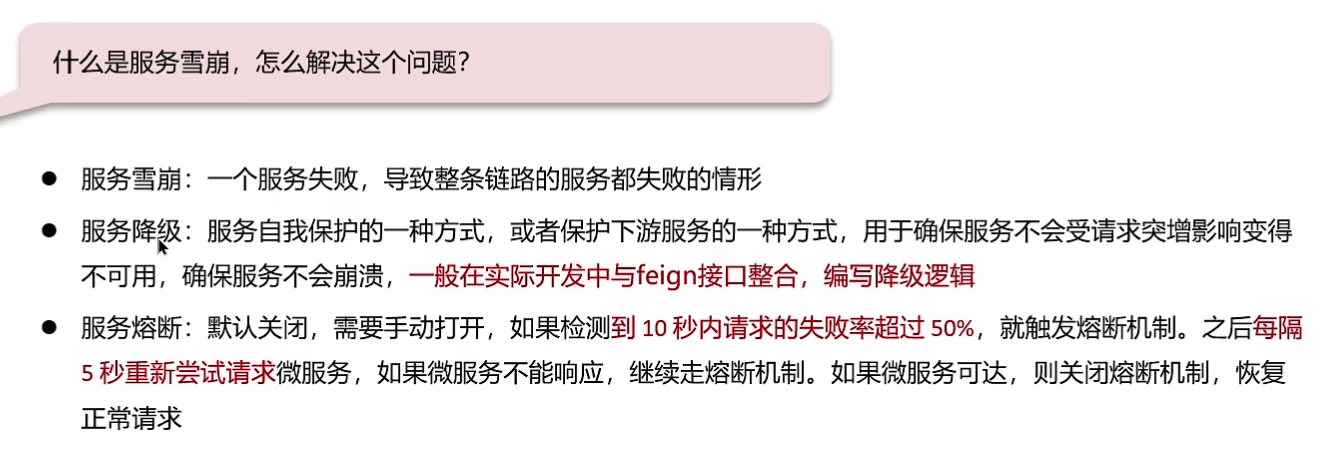 什么是服务雪崩，怎么解决这个问题？
● 服务雪崩：一个服务失败，导致整条链路的服务都失败的情形
● 服务降级：服务自我保护的一种方式，或者保护下游服务的一种方式，用于确保服务不会受请求突增影响变得
不可用，确保服务不会崩溃，一般在实际开发中与feign接口整合，编写降级逻辑
● 服务熔断：默认关闭，需要手动打开，如果检测到 10 秒内请求的失败率超过 50%，就触发熔断机制。之后每隔
5 秒重新尝试请求微服务，如果微服务不能响应，继续走熔断机制。如果微服务可达，则关闭熔断机制，恢复
正常请求